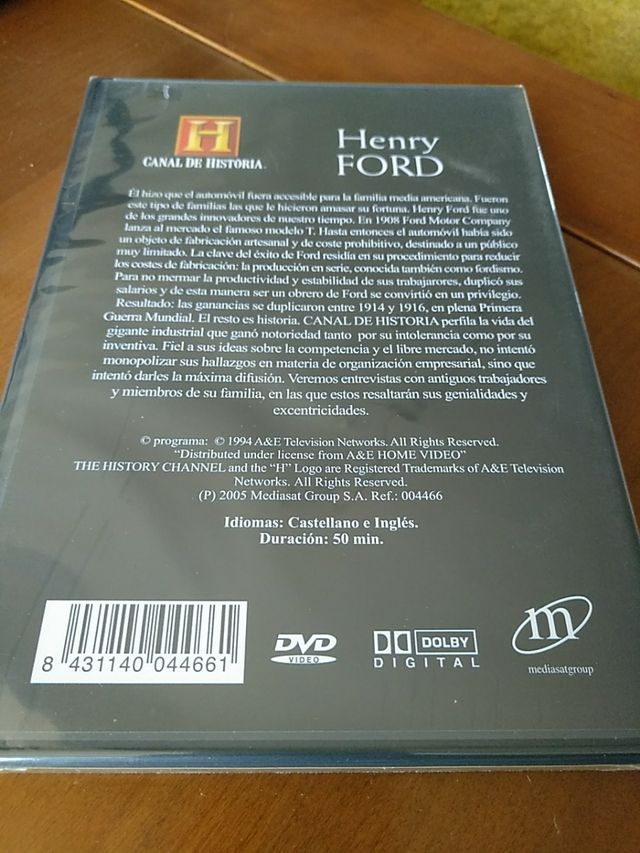 H
CANAL DE HISTORIA
Henry
FORD
Él hizo que el automóvil fuera accesible para la familia media americana. Fueron
este tipo de familias las que le hicieron amasar su fortuna. Henry Ford fue uno
de los grandes innovadores de nuestro tiempo. En 1908 Ford Motor Company
lanza al mercado el famoso modelo T. Hasta entonces el automóvil había sido
un objeto de fabricación artesanal y de coste prohibitivo, destinado a un público
muy limitado. La clave del éxito de Ford residía en su procedimiento para reducir
los costes de fabricación: la producción en serie, conocida también como fordismo.
Para no mermar la productividad y estabilidad de sus trabajarores, duplicó sus
salarios y de esta manera ser un obrero de Ford se convirtió en un privilegio.
Resultado: las ganancias se duplicaron entre 1914 y 1916, en plena Primera
Guerra Mundial. El resto es historia. CANAL DE HISTORIA perfila la vida del
gigante industrial que ganó notoriedad tanto por su intolerancia como por su
inventiva. Fiel a sus ideas sobre la competencia y el libre mercado, no intentó
monopolizar sus hallazgos en materia de organización empresarial, sino que
intentó darles la máxima difusión. Veremos entrevistas con antiguos trabajadores
y miembros de su familia, en las que estos resaltarán sus genialidades y
excentricidades.
© programa: © 1994 A&E Television Networks. All Rights Reserved.
"Distributed under license from A&E HOME VIDEO"
THE HISTORY CHANNEL and the "H" Logo are Registered Trademarks of A&E Television
Networks. All Rights Reserved.
(P) 2005 Mediasat Group S.A. Ref.: 004466
Idiomas: Castellano e Inglés.
Duración: 50 min.
8 431140 044661
DVD
VIDEO
DOLBY
DIGITAL
m
mediasatgroup